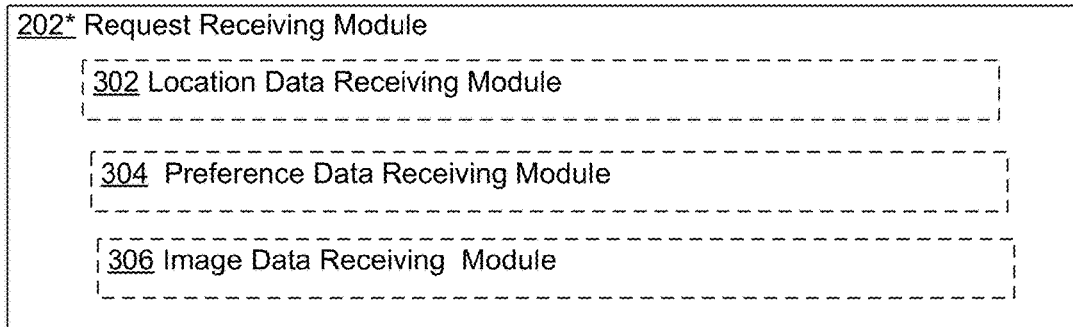 202* Request Receiving Module
302 Location Data Receiving Module
304 Preference Data Receiving Module
306 Image Data Receiving Module